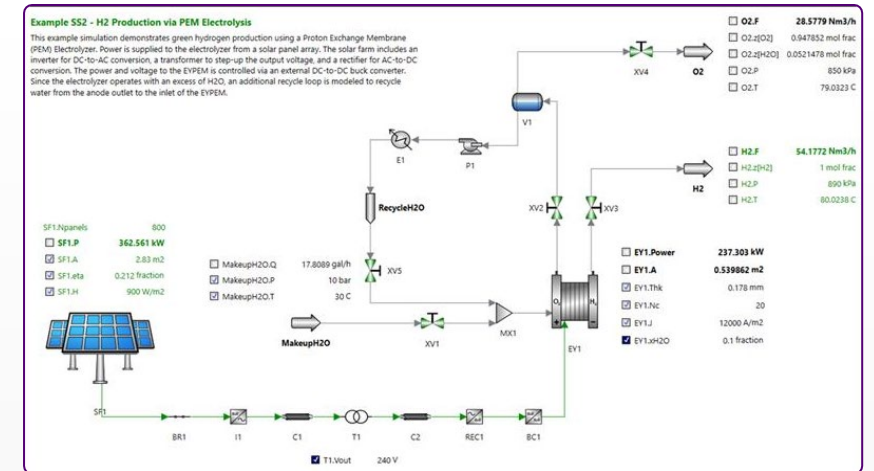 Example SS2 - H2 Production via PEM Electrolysis
This example simulation demonstrates green hydrogen production using a Proton Exchange Membrane
(PEM) Electrolyzer. Power is supplied to the electrolyzer from a solar panel array. The solar farm includes an
inverter for DC-to-AC conversion, a transformer to step-up the output voltage, and a rectifier for AC-to-DC
conversion. The power and voltage to the EYPEM is controlled via an external DC-to-DC buck converter.
Since the electrolyzer operates with an excess of H2O, an additional recycle loop is modeled to recycle
water from the anode outlet to the inlet of the EYPEM.
O2.F 28.5779 Nm3/h
O2.z[O2] 0.947852 mol frac
O2.z[H2O] 0.0521478 mol frac
O2.P 850 kPa
O2.T 79.0323 C
XV4
O2
V1
E1
P1
H2.F 54.1772 Nm3/h
H2.z[H2] 1 mol frac
H2.P 890 kPa
H2.T 80.0238 C
H2
RecycleH2O
XV2
XV3
SF1.Npanels 800
SF1.P 362.561 kW
SF1.A 2.83 m2
SF1.eta 0.212 fraction
SF1.H 900 W/m2
MakeupH2O.Q 17.8089 gal/h
MakeupH2O.P 10 bar
MakeupH2O.T 30 C
XV5
EY1.Power 237.303 kW
EY1.A 0.539862 m2
EY1.Thk 0.178 mm
EY1.Nc 20
EY1.J 12000 A/m2
EY1.xH2O 0.1 fraction
O₂
H₂
+
-
MakeupH2O
XV1
MX1
EY1
SF1
BR1
I1
C1
T1
C2
REC1
BC1
T1.Vout 240 V